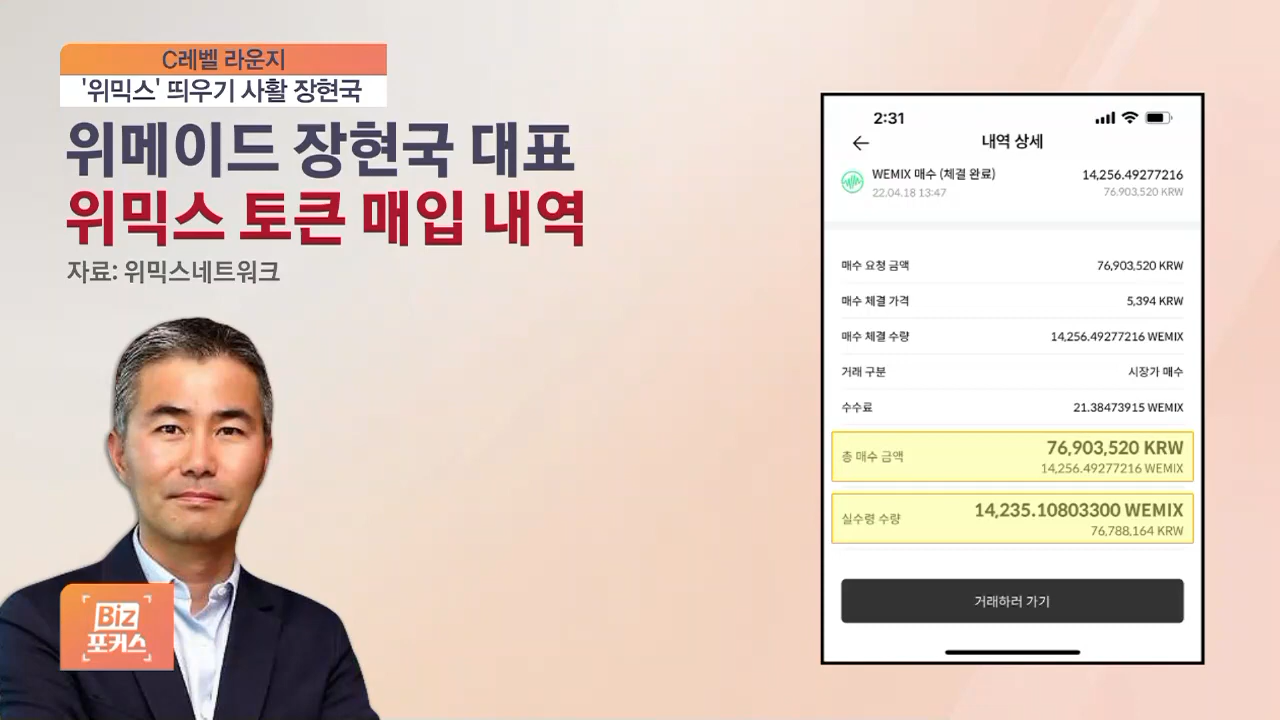 C레벨 라운지
'위믹스' 띄우기 사활 장현국
위메이드 장현국 대표
위믹스 토큰 매입 내역
자료: 위믹스네트워크
Biz
포커스
2:31
내역 상세
WEMIX 매수 (체결 완료) 14,256.49277216
22.04.18 13:47 76.903,520 KRW
매수 요청 금액 76,903,520 KRW
매수 체결 가격 5,394 KRW
매수 체결 수량 14,256.49277216 WEMIX
거래 구분 시장가 매수
수수료 21.38473915 WEMIX
총 매수 금액 76,903,520 KRW
14,256.49277216 WEMIX
실수령 수량 14,235.10803300 WEMIX
76,788,164 KRW
거래하러 가기